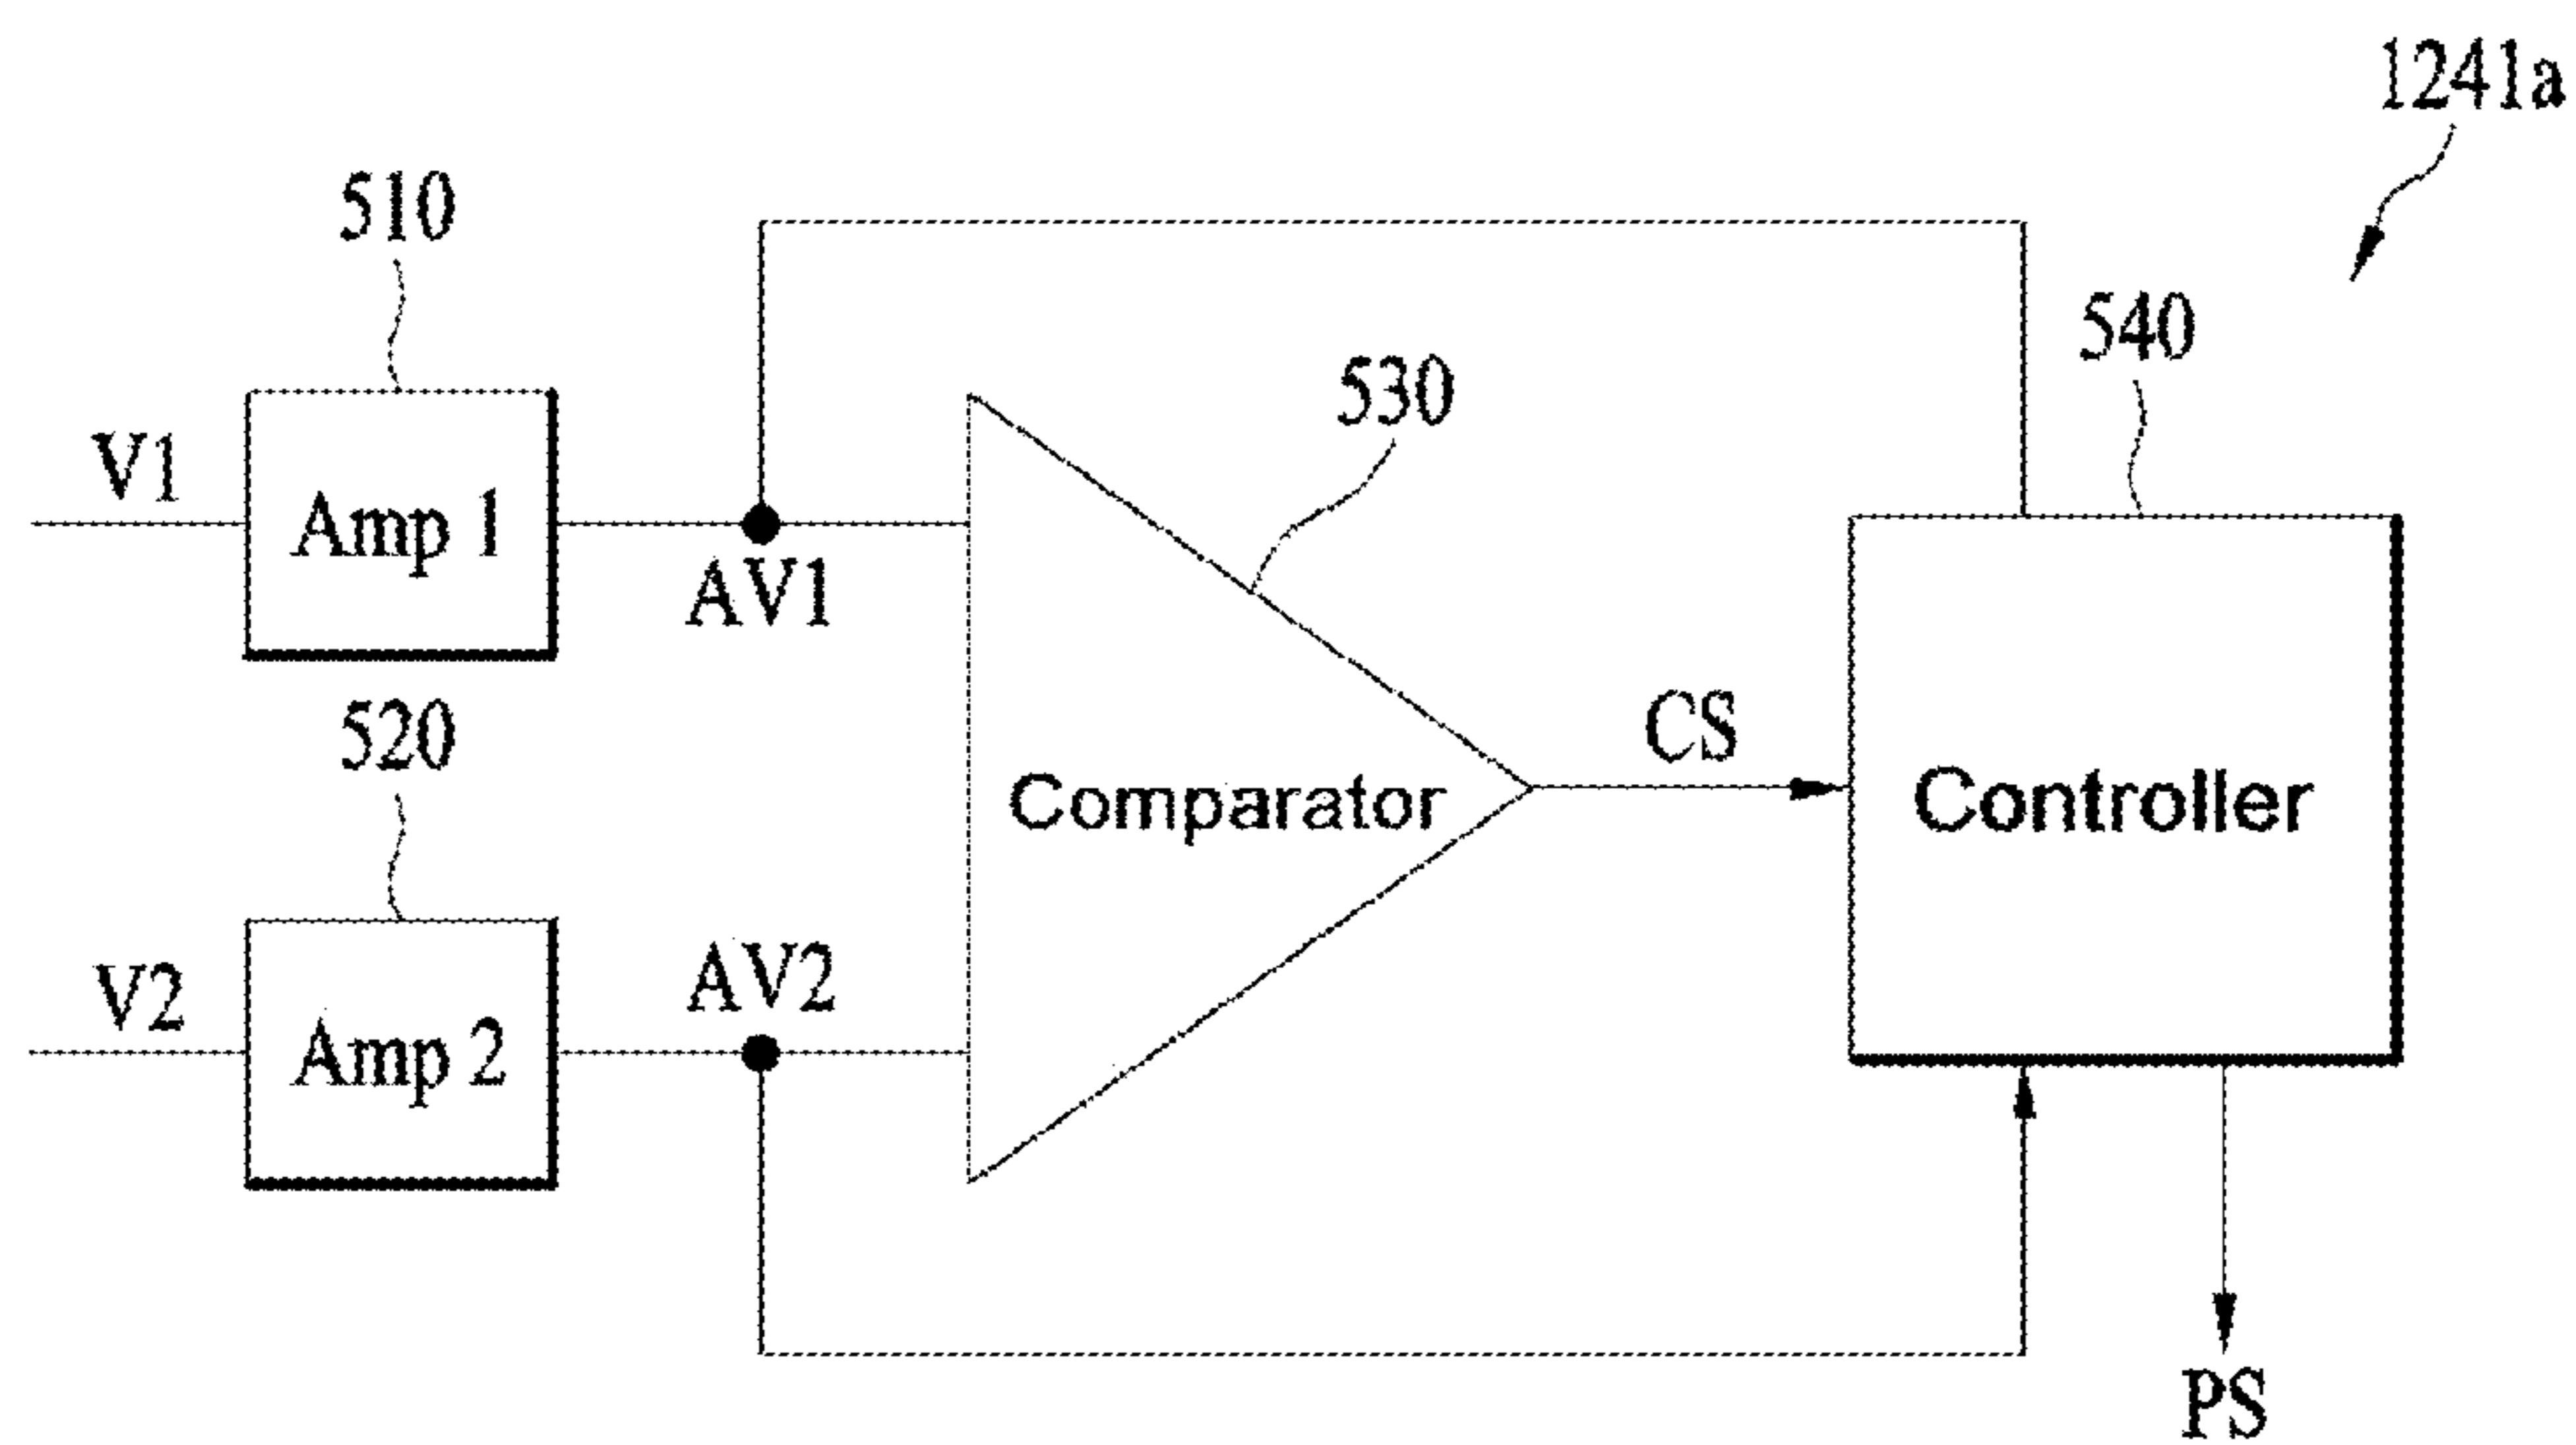 1241a
510
540
530
V1
Amp 1
AV1
520
CS
Comparator
Controller
V2
AV2
Amp 2
PS